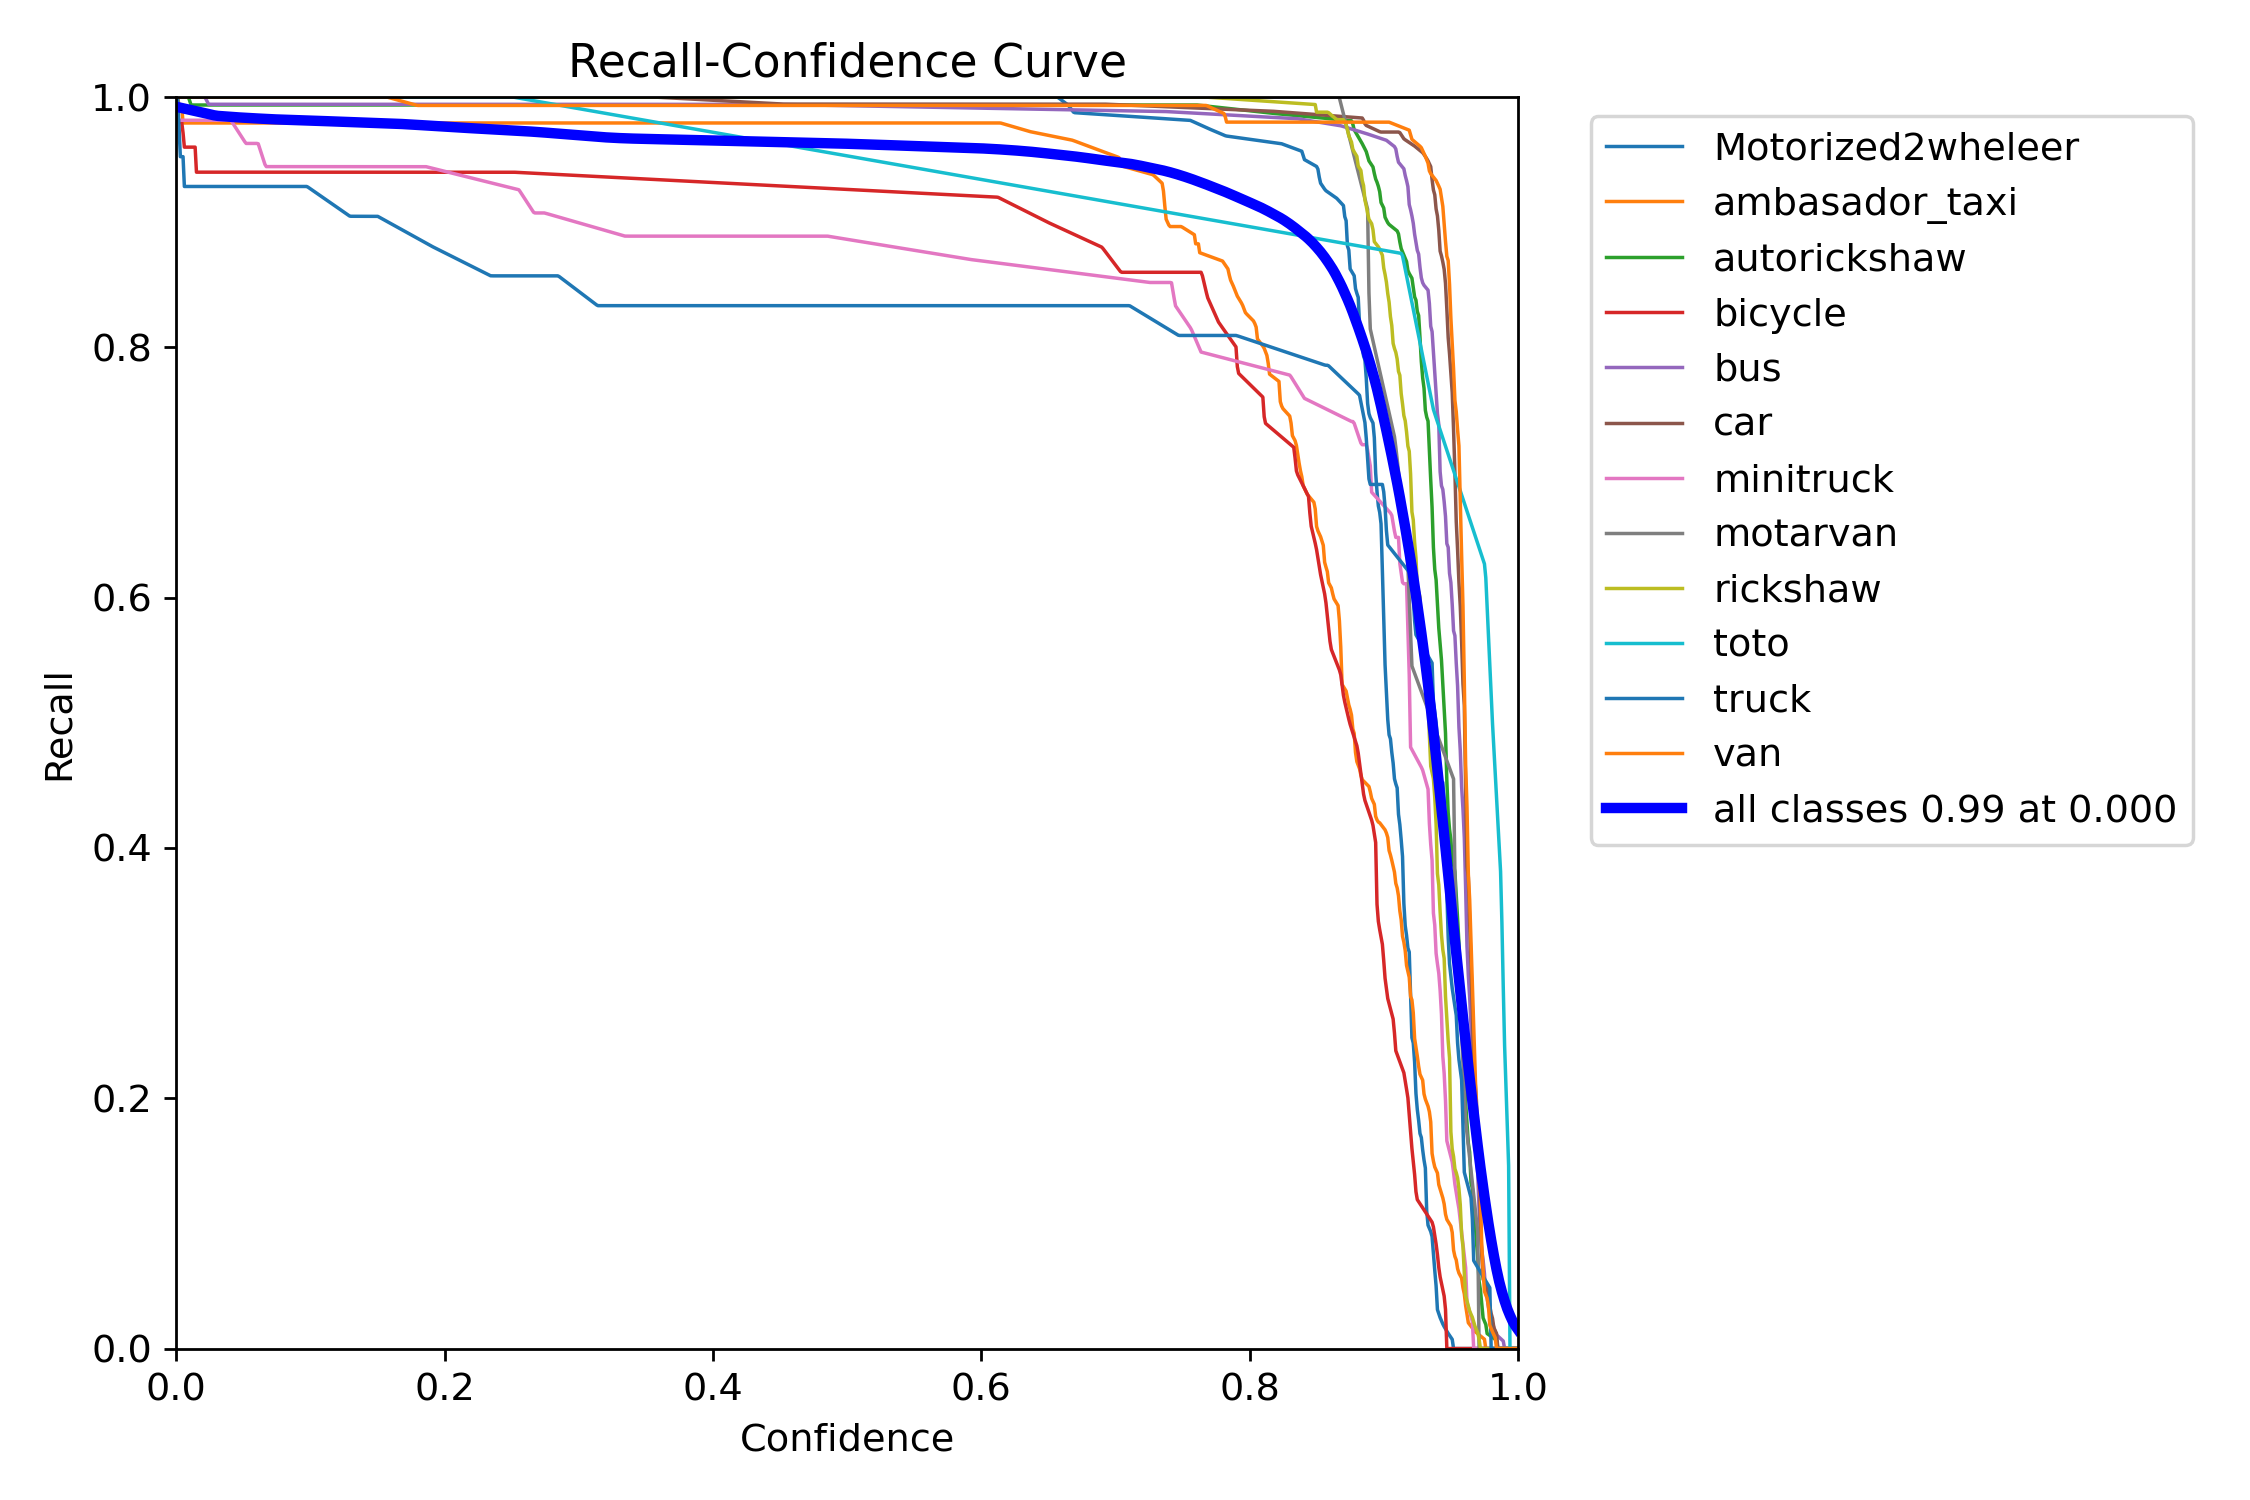 Recall-Confidence Curve
1.0
0.8
0.6
0.4
0.2
0.0
Recall
0.0 0.2 0.4 0.6 0.8 1.0
Confidence
Motorized2wheleer
ambasador_taxi
autorickshaw
bicycle
bus
car
minitruck
motarvan
rickshaw
toto
truck
van
all classes 0.99 at 0.000